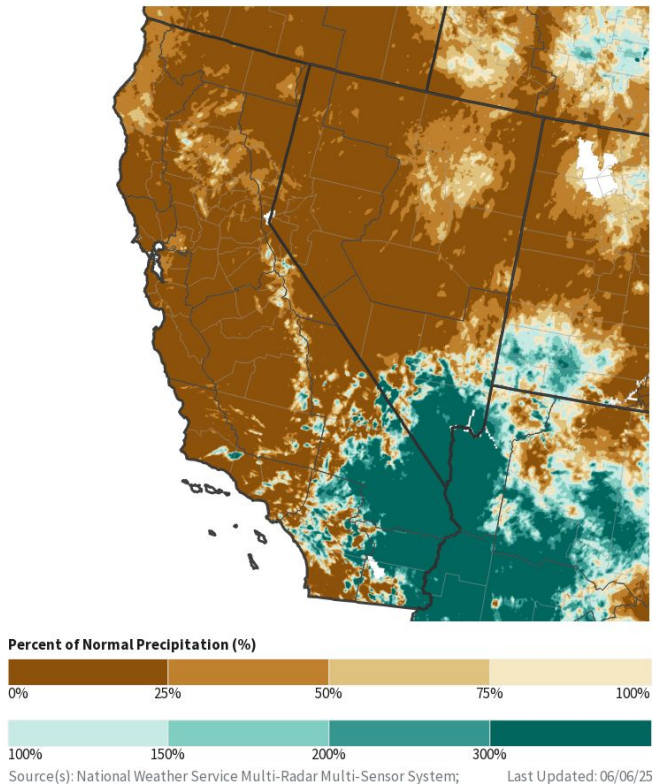 Percent of Normal Precipitation (%)
0% 25% 50% 75% 100%
100% 150% 200% 300%
Source(s): National Weather Service Multi-Radar Multi-Sensor System; Last Updated: 06/06/25